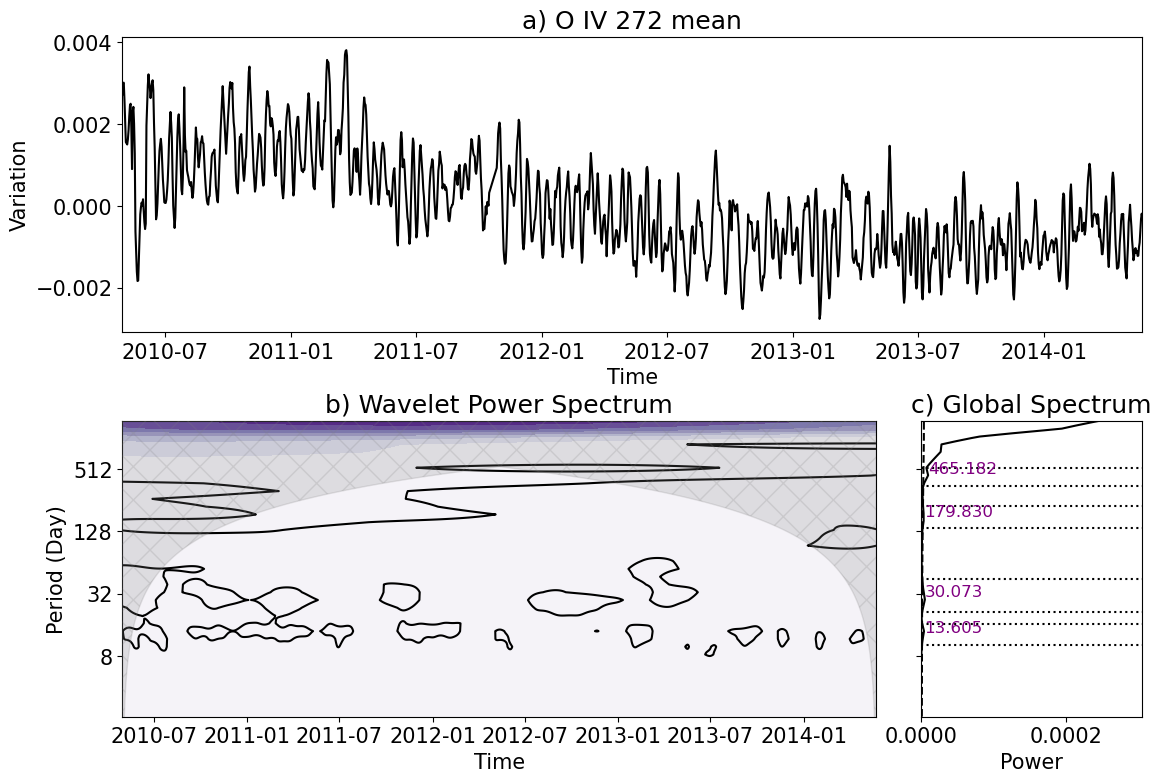 a) O IV 272 mean
Variation
0.004
0.002
0.000
−0.002
2010-07 2011-01 2011-07 2012-01 2012-07 2013-01 2013-07 2014-01
Time
b) Wavelet Power Spectrum
Period (Day)
512
128
32
8
2010-07 2011-01 2011-07 2012-01 2012-07 2013-01 2013-07 2014-01
Time
c) Global Spectrum
465.182
179.830
30.073
13.605
0.0000 0.0002
Power